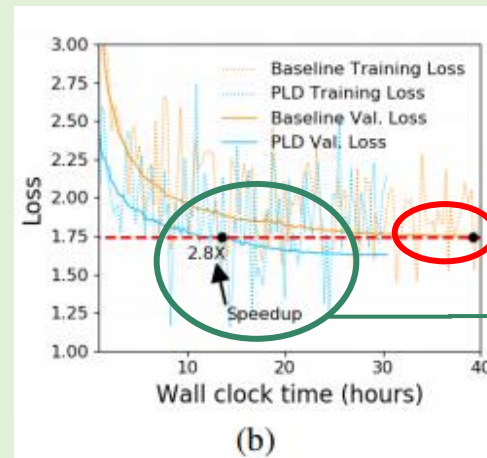 3.00
2.75
2.50
2.25
2.00
1.75
1.50
1.25
1.00
Loss
Baseline Training Loss
PLD Training Loss
Baseline Val. Loss
PLD Val. Loss
2.8X
Speedup
10 20 30 40
Wall clock time (hours)
(b)